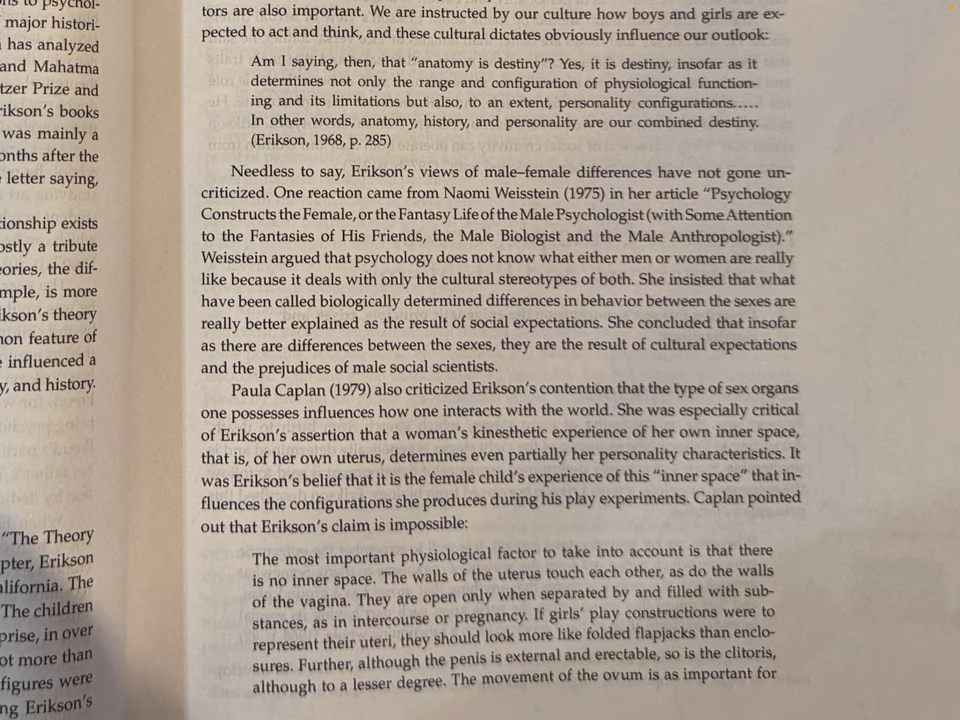 major histori-
has analyzed
and Mahatma
tzer Prize and
rikson's books
was mainly a
onths after the
letter saying,
tionship exists
ostly a tribute
eories, the dif-
mple, is more
kson's theory
non feature of
influenced a
y, and history.
"The Theory
pter, Erikson
alifornia. The
The children
prise, in over
ot more than
figures were
ng Erikson's
tors are also important. We are instructed by our culture how boys and girls are ex-
pected to act and think, and these cultural dictates obviously influence our outlook:
Am I saying, then, that "anatomy is destiny"? Yes, it is destiny, insofar as it
determines not only the range and configuration of physiological function-
ing and its limitations but also, to an extent, personality configurations.....
In other words, anatomy, history, and personality are our combined destiny.
(Erikson, 1968, p. 285)
Needless to say, Erikson's views of male–female differences have not gone un-
criticized. One reaction came from Naomi Weisstein (1975) in her article "Psychology
Constructs the Female, or the Fantasy Life of the Male Psychologist (with Some Attention
to the Fantasies of His Friends, the Male Biologist and the Male Anthropologist)."
Weisstein argued that psychology does not know what either men or women are really
like because it deals with only the cultural stereotypes of both. She insisted that what
have been called biologically determined differences in behavior between the sexes are
really better explained as the result of social expectations. She concluded that insofar
as there are differences between the sexes, they are the result of cultural expectations
and the prejudices of male social scientists.
Paula Caplan (1979) also criticized Erikson's contention that the type of sex organs
one possesses influences how one interacts with the world. She was especially critical
of Erikson's assertion that a woman's kinesthetic experience of her own inner space,
that is, of her own uterus, determines even partially her personality characteristics. It
was Erikson's belief that it is the female child's experience of this "inner space" that in-
fluences the configurations she produces during his play experiments. Caplan pointed
out that Erikson's claim is impossible:
The most important physiological factor to take into account is that there
is no inner space. The walls of the uterus touch each other, as do the walls
of the vagina. They are open only when separated by and filled with sub-
stances, as in intercourse or pregnancy. If girls' play constructions were to
represent their uteri, they should look more like folded flapjacks than enclo-
sures. Further, although the penis is external and erectable, so is the clitoris,
although to a lesser degree. The movement of the ovum is as important for